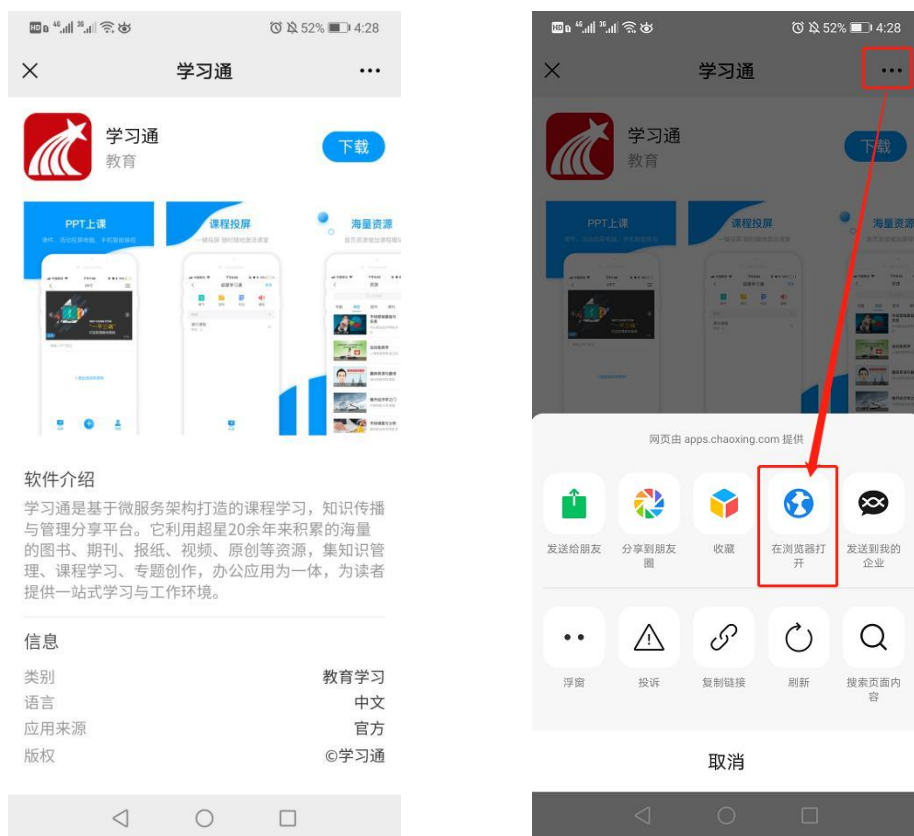 HD 4G 3G 52% 4:28
学习通
学习通
教育
下载
PPT上课
课程投屏
海量资源
软件介绍
学习通是基于微服务架构打造的课程学习，知识传播
与管理分享平台。它利用超星20余年来积累的海量
的图书、期刊、报纸、视频、原创等资源，集知识管
理、课程学习、专题创作，办公应用为一体，为读者
提供一站式学习与工作环境。
信息
类别 教育学习
语言 中文
应用来源 官方
版权 ©学习通
HD 4G 3G 52% 4:28
学习通
学习通
教育
下载
PPT上课
课程投屏
海量资源
网页由 apps.chaoxing.com 提供
发送给朋友
分享到朋友
圈
收藏
在浏览器打
开
发送到我的
企业
浮窗
投诉
复制链接
刷新
搜索页面内
容
取消